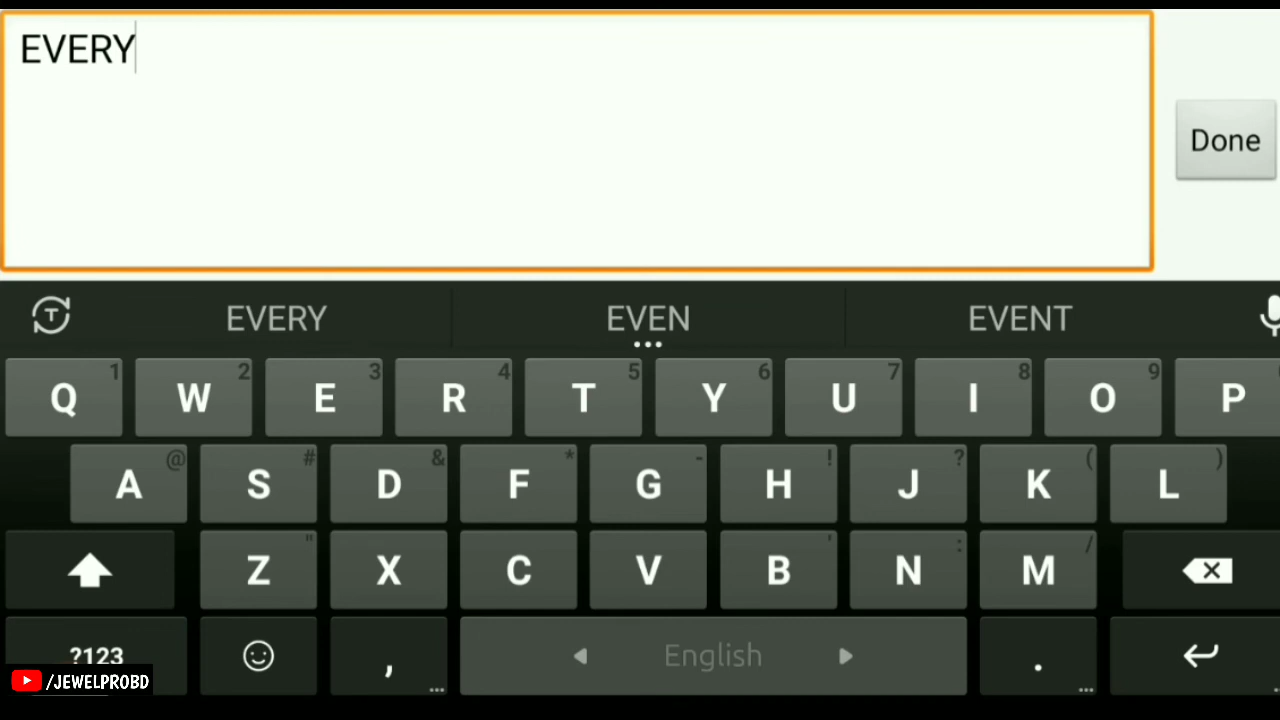 EVERY
Done
EVERY EVEN EVENT
Q 1 W 2 E 3 R 4 T 5 Y 6 U 7 I 8 O 9 P
A @ S # D & F * G - H ! J ? K ( L )
Z " X C V B ' N : M /
?123 , English .
/JEWELPROBD